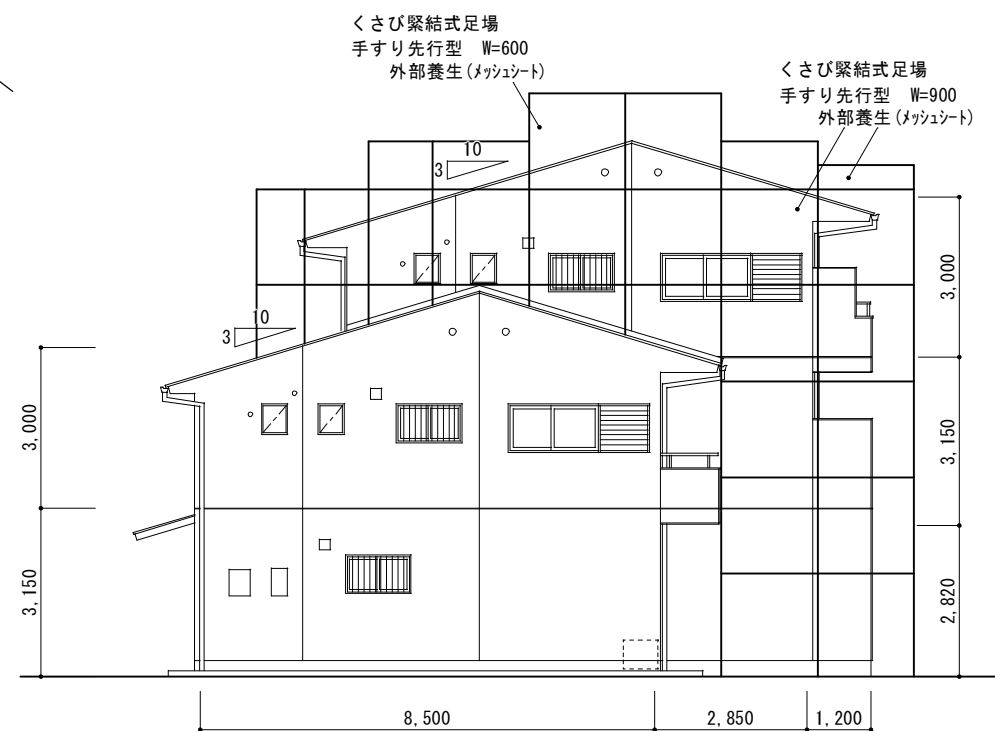 くさび緊結式足場
手すり先行型 W=600
外部養生(ﾒｯｼｭｼｰﾄ)
くさび緊結式足場
手すり先行型 W=900
外部養生(ﾒｯｼｭｼｰﾄ)
10
3
10
3
3,000
3,150
3,000
3,150
2,820
8,500
2,850
1,200